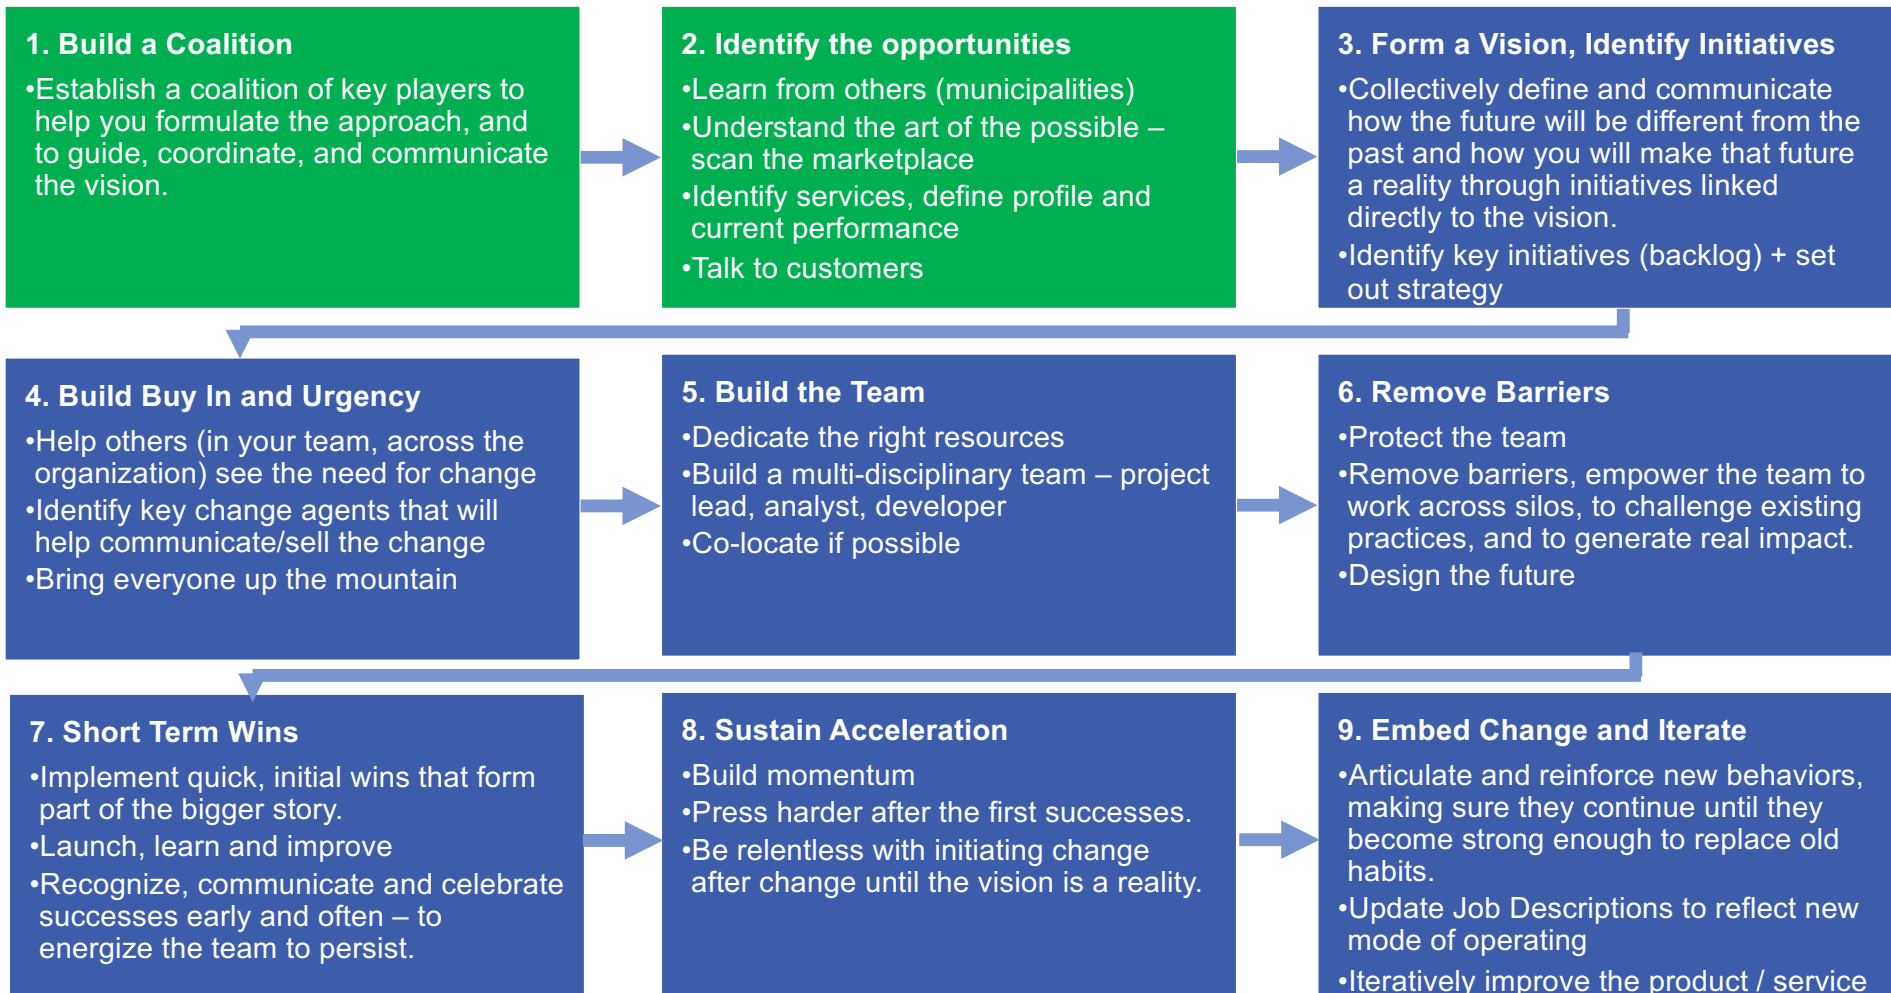 1. Build a Coalition
•Establish a coalition of key players to
help you formulate the approach, and
to guide, coordinate, and communicate
the vision.
2. Identify the opportunities
•Learn from others (municipalities)
•Understand the art of the possible –
scan the marketplace
•Identify services, define profile and
current performance
•Talk to customers
3. Form a Vision, Identify Initiatives
•Collectively define and communicate
how the future will be different from the
past and how you will make that future
a reality through initiatives linked
directly to the vision.
•Identify key initiatives (backlog) + set
out strategy
4. Build Buy In and Urgency
•Help others (in your team, across the
organization) see the need for change
•Identify key change agents that will
help communicate/sell the change
•Bring everyone up the mountain
5. Build the Team
•Dedicate the right resources
•Build a multi-disciplinary team – project
lead, analyst, developer
•Co-locate if possible
6. Remove Barriers
•Protect the team
•Remove barriers, empower the team to
work across silos, to challenge existing
practices, and to generate real impact.
•Design the future
7. Short Term Wins
•Implement quick, initial wins that form
part of the bigger story.
•Launch, learn and improve
•Recognize, communicate and celebrate
successes early and often – to
energize the team to persist.
8. Sustain Acceleration
•Build momentum
•Press harder after the first successes.
•Be relentless with initiating change
after change until the vision is a reality.
9. Embed Change and Iterate
•Articulate and reinforce new behaviors,
making sure they continue until they
become strong enough to replace old
habits.
•Update Job Descriptions to reflect new
mode of operating
•Iteratively improve the product / service